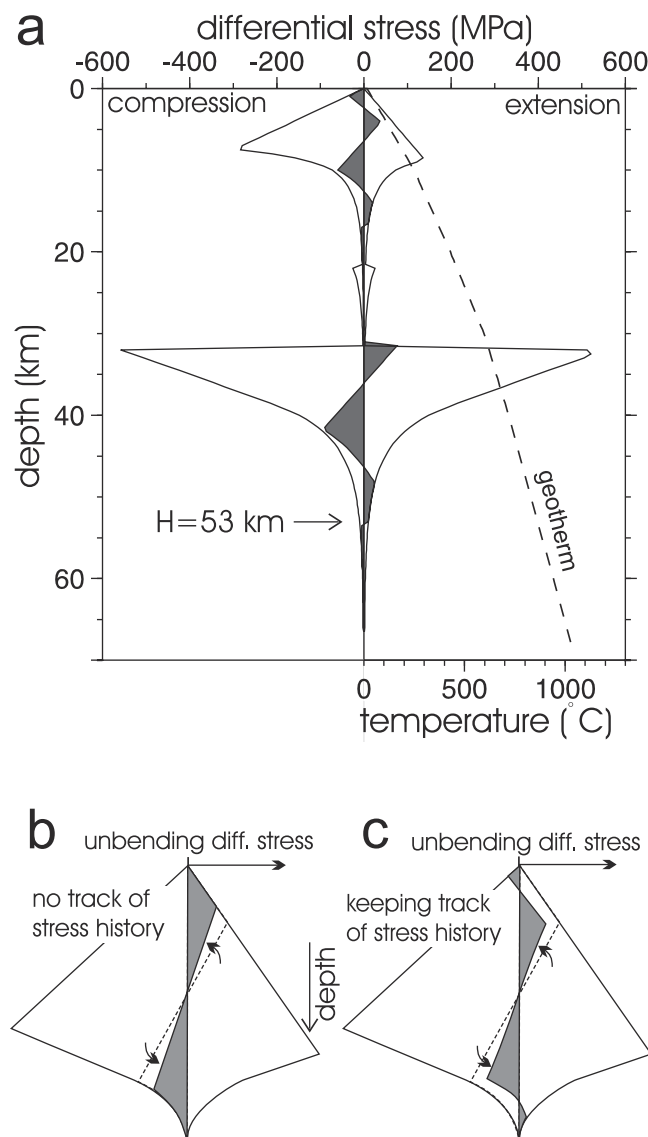 a
differential stress (MPa)
-600 -400 -200 0 200 400 600
compression extension
0
20
40
60
depth (km)
H=53 km
geotherm
0 500 1000
temperature (°C)
b
unbending diff. stress
no track of
stress history
depth
c
unbending diff. stress
keeping track
of stress history